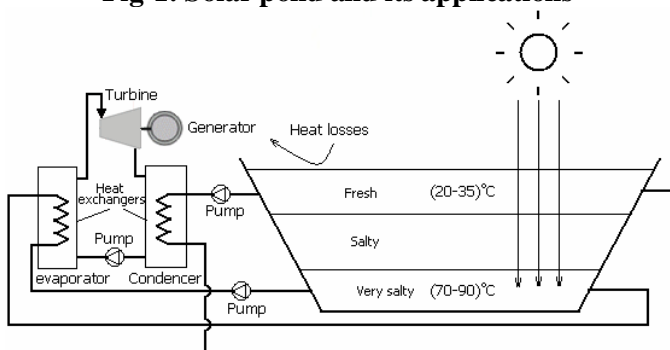 Fig 1: Solar pond and its applications
Turbine
Generator
Heat losses
Heat
exchangers
Fresh (20-35)°C
Pump
Salty
Pump
evaporator
Condencer
Very salty (70-90)°C
Pump